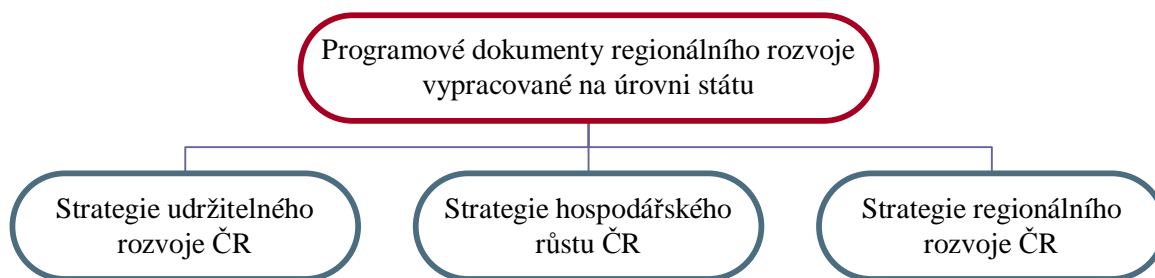 Programové dokumenty regionálního rozvoje
vypracované na úrovni státu
Strategie udržitelného
rozvoje ČR
Strategie hospodářského
růstu ČR
Strategie regionálního
rozvoje ČR